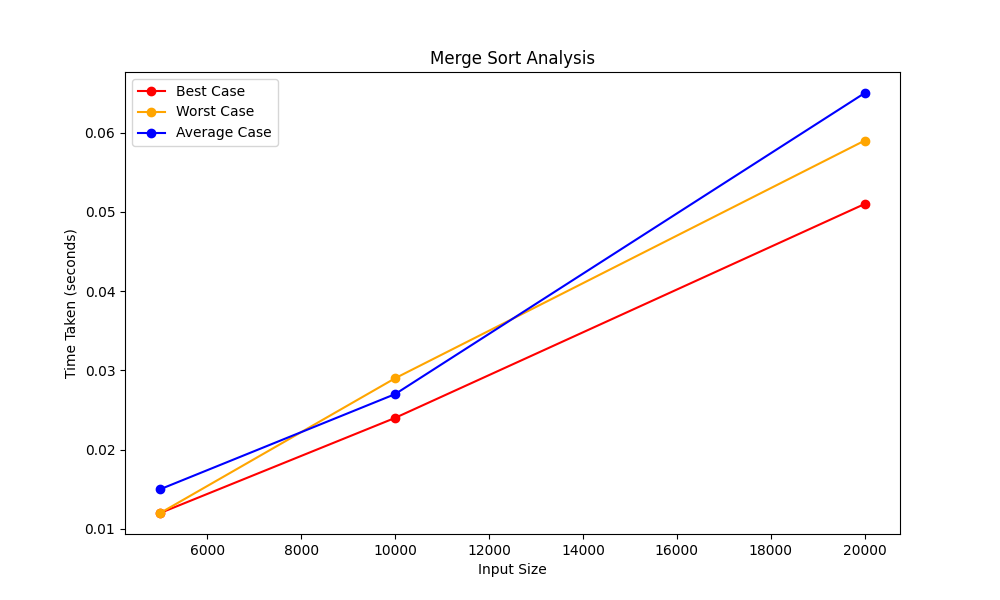 Merge Sort Analysis
Best Case
Worst Case
Average Case
0.06
0.05
0.04
0.03
0.02
0.01
Time Taken (seconds)
6000 8000 10000 12000 14000 16000 18000 20000
Input Size